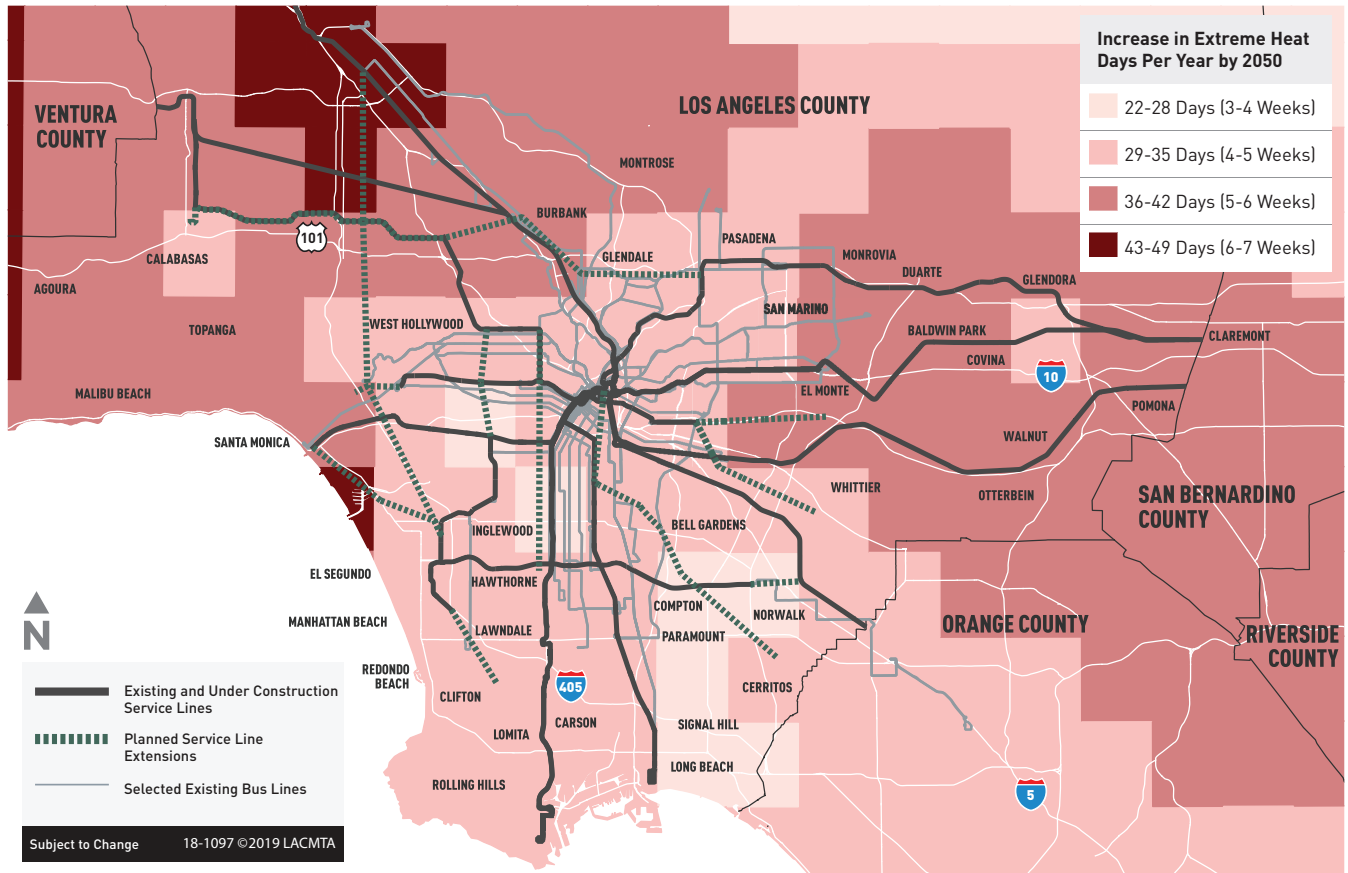 Increase in Extreme Heat
Days Per Year by 2050
22-28 Days (3-4 Weeks)
29-35 Days (4-5 Weeks)
36-42 Days (5-6 Weeks)
43-49 Days (6-7 Weeks)
VENTURA
COUNTY
LOS ANGELES COUNTY
MONTROSE
BURBANK
101
PASADENA
GLENDALE
MONROVIA
CALABASAS
DUARTE
GLENDORA
AGOURA
SAN MARINO
WEST HOLLYWOOD
TOPANGA
BALDWIN PARK
CLAREMONT
COVINA
10
MALIBU BEACH
EL MONTE
POMONA
SANTA MONICA
WALNUT
WHITTIER
OTTERBEIN
SAN BERNARDINO
COUNTY
INGLEWOOD
BELL GARDENS
EL SEGUNDO
HAWTHORNE
COMPTON
NORWALK
MANHATTAN BEACH
LAWNDALE
PARAMOUNT
ORANGE COUNTY
RIVERSIDE
COUNTY
REDONDO
BEACH
CLIFTON
405
CERRITOS
CARSON
SIGNAL HILL
LOMITA
LONG BEACH
ROLLING HILLS
5
N
Existing and Under Construction
Service Lines
Planned Service Line
Extensions
Selected Existing Bus Lines
Subject to Change
18-1097 ©2019 LACMTA